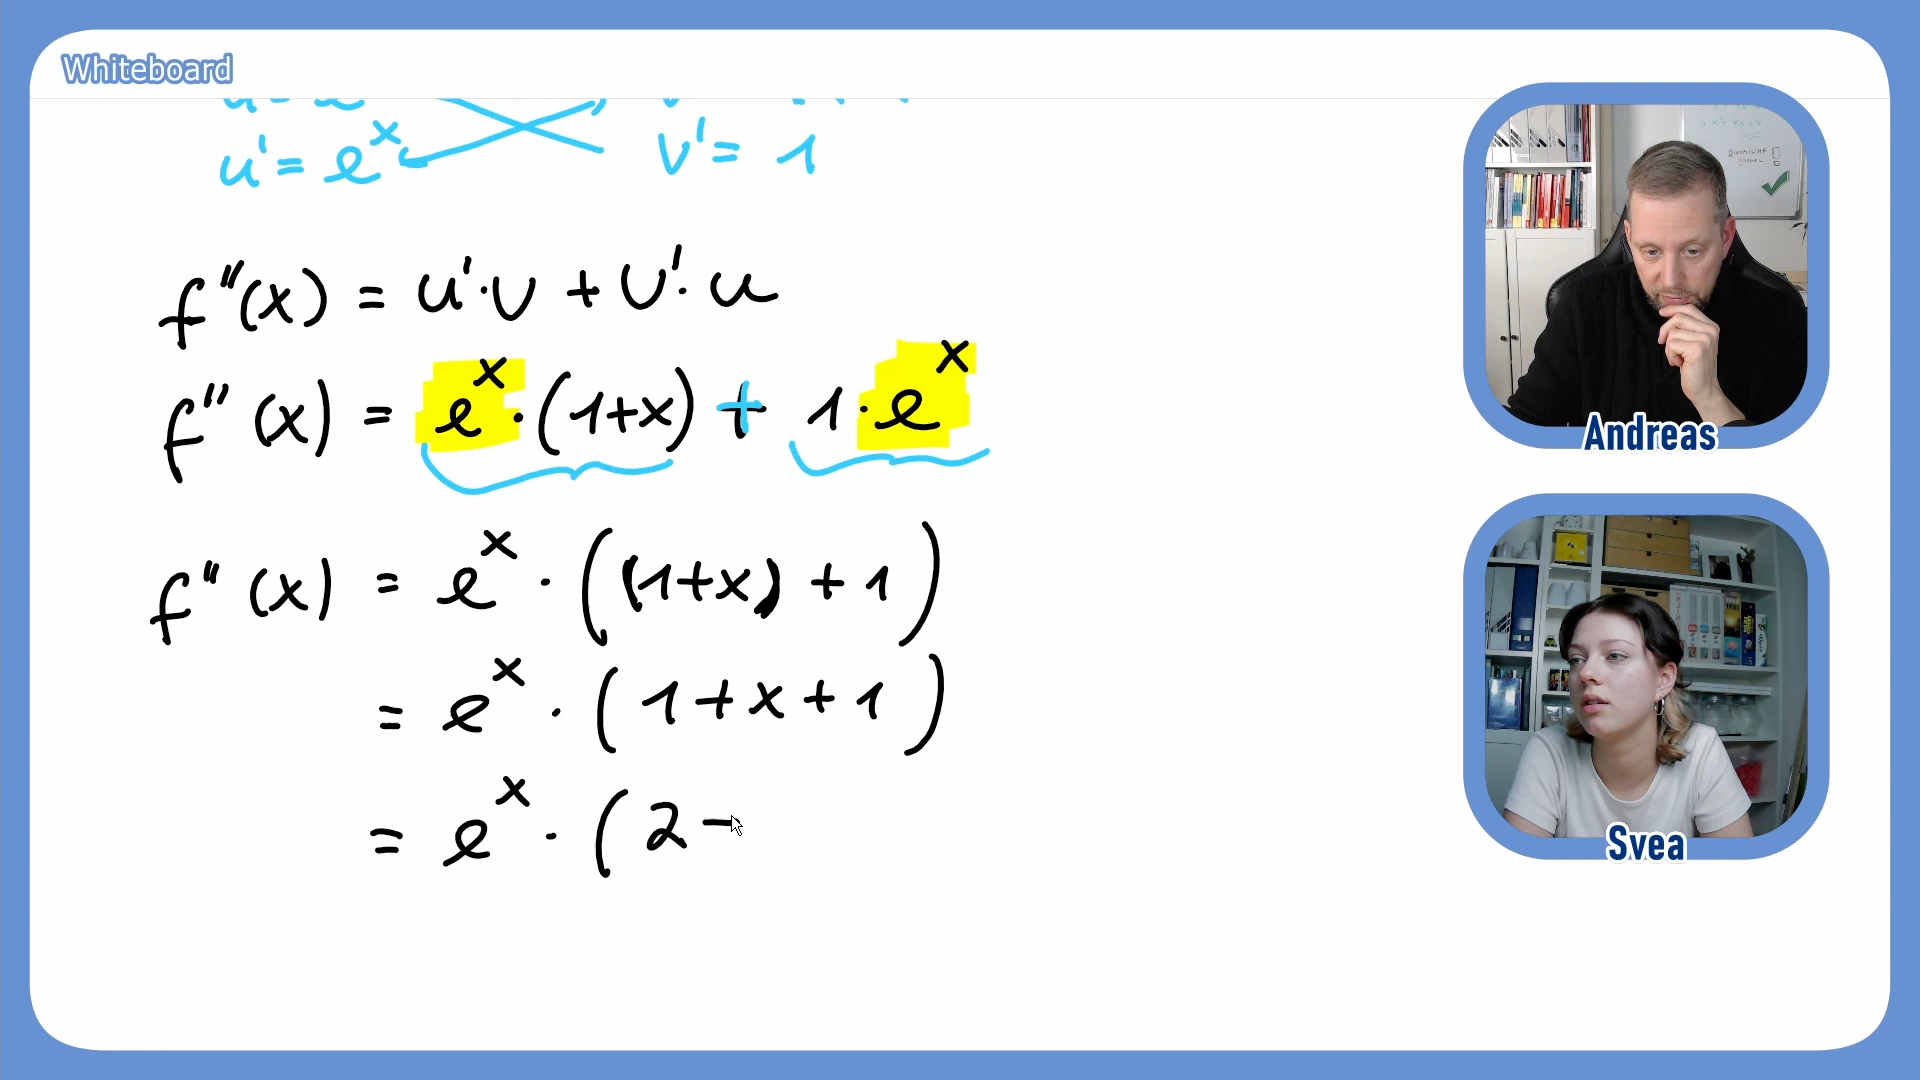 Whiteboard
u' = e^x v' = 1
f''(x) = u'·v + v'·u
f''(x) = e^x · (1+x) + 1·e^x
f''(x) = e^x · ((1+x) + 1)
= e^x · (1 + x + 1)
= e^x · (2 -
Andreas
Svea